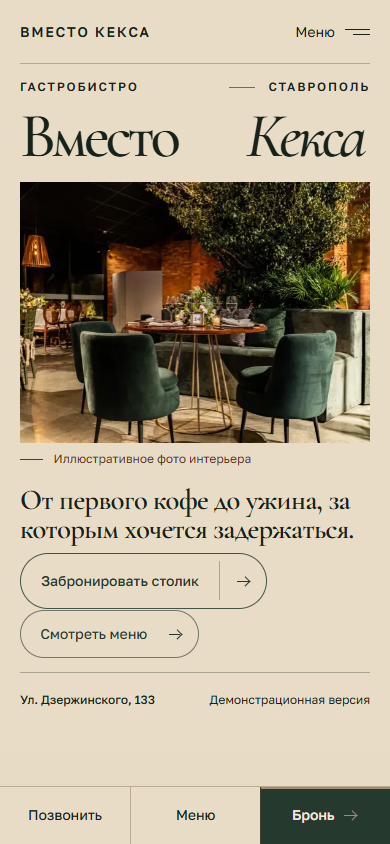 ВМЕСТО КЕКСА
Меню
ГАСТРОБИСТРО
СТАВРОПОЛЬ
Вместо Кекса
Иллюстративное фото интерьера
От первого кофе до ужина, за
которым хочется задержаться.
Забронировать столик
Смотреть меню
Ул. Дзержинского, 133
Демонстрационная версия
Позвонить
Меню
Бронь